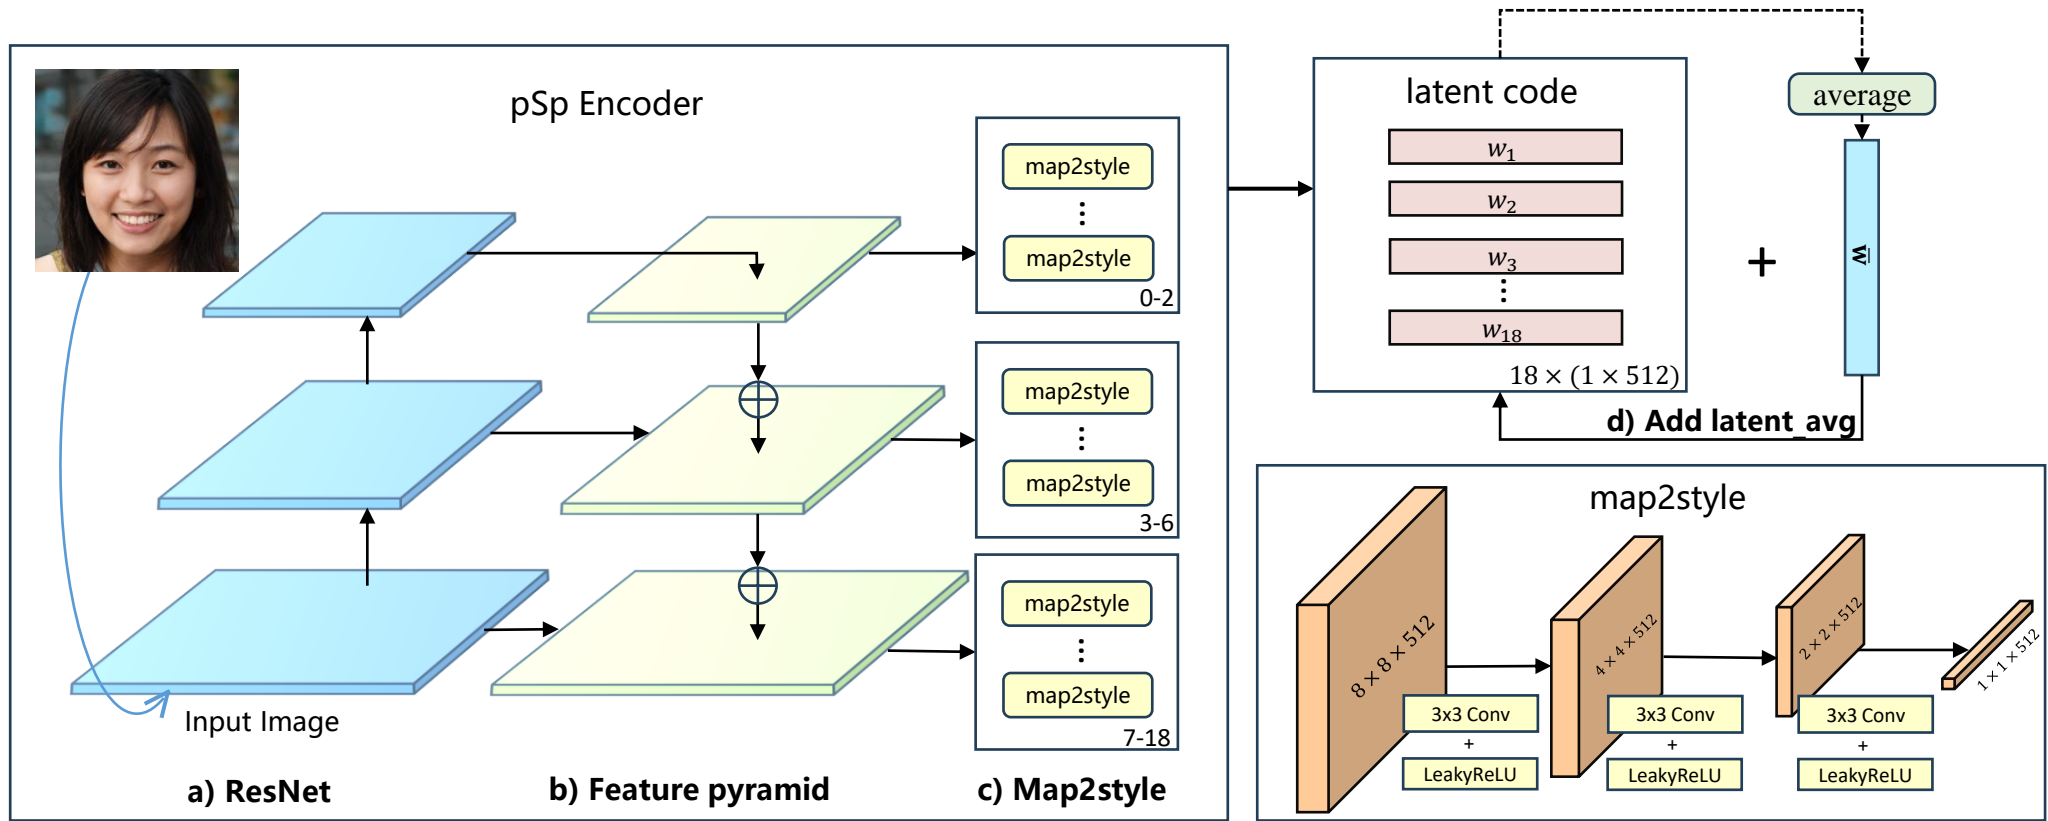 pSp Encoder
map2style
⋮
map2style
0-2
map2style
⋮
map2style
3-6
map2style
⋮
map2style
7-18
Input Image
a) ResNet
b) Feature pyramid
c) Map2style
latent code
w₁
w₂
w₃
⋮
w₁₈
18 × (1 × 512)
+
average
w̅
d) Add latent_avg
map2style
8 × 8 × 512
4 × 4 × 512
2 × 2 × 512
1 × 1 × 512
3x3 Conv
+
LeakyReLU
3x3 Conv
+
LeakyReLU
3x3 Conv
+
LeakyReLU